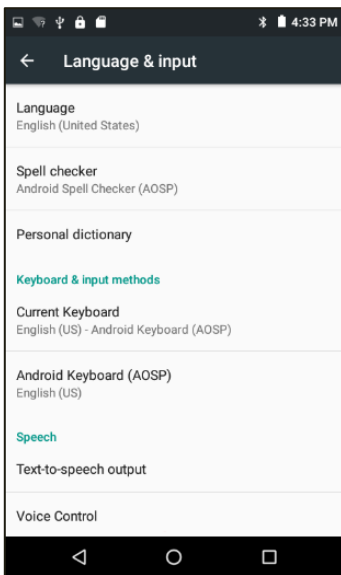 4:33 PM
Language & input
Language
English (United States)
Spell checker
Android Spell Checker (AOSP)
Personal dictionary
Keyboard & input methods
Current Keyboard
English (US) - Android Keyboard (AOSP)
Android Keyboard (AOSP)
English (US)
Speech
Text-to-speech output
Voice Control